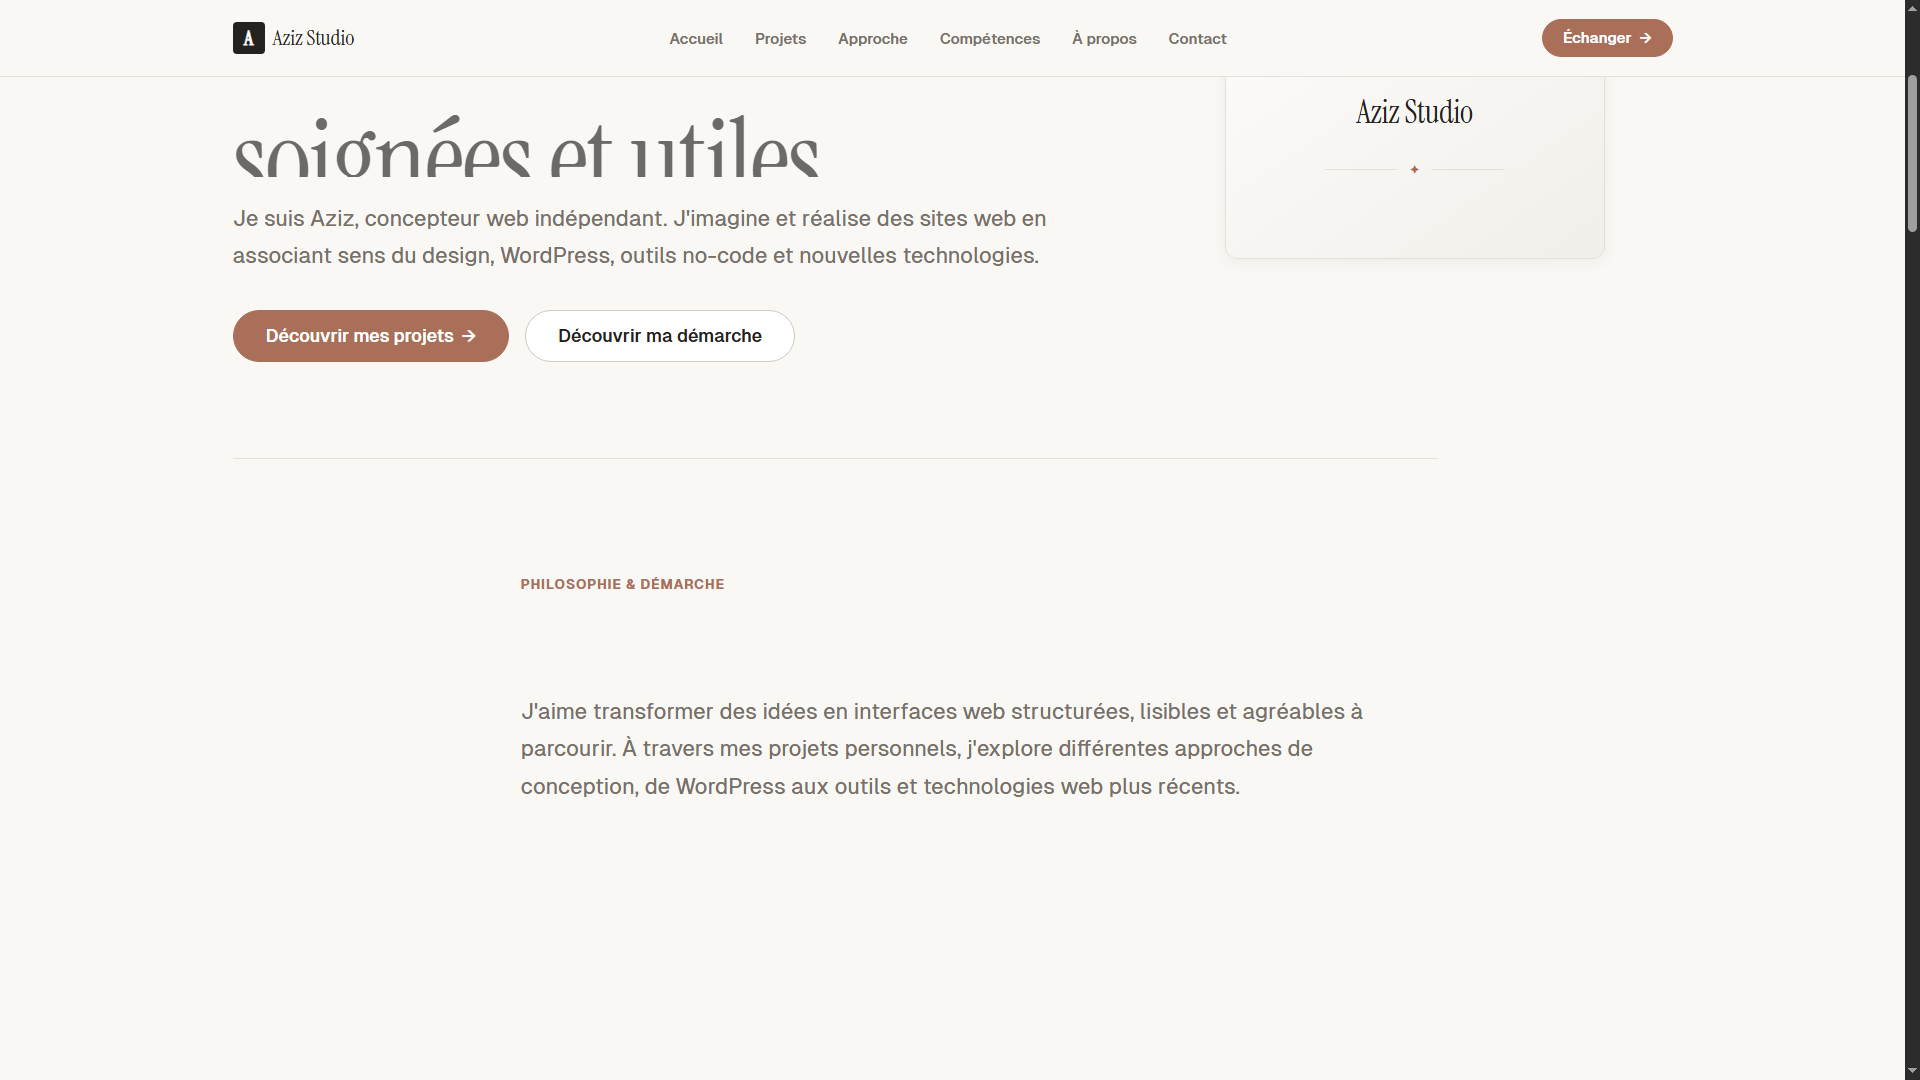 A Aziz Studio
Accueil Projets Approche Compétences À propos Contact
Échanger →
soignées et utiles
Aziz Studio
Je suis Aziz, concepteur web indépendant. J'imagine et réalise des sites web en
associant sens du design, WordPress, outils no-code et nouvelles technologies.
Découvrir mes projets →
Découvrir ma démarche
PHILOSOPHIE & DÉMARCHE
J'aime transformer des idées en interfaces web structurées, lisibles et agréables à
parcourir. À travers mes projets personnels, j'explore différentes approches de
conception, de WordPress aux outils et technologies web plus récents.